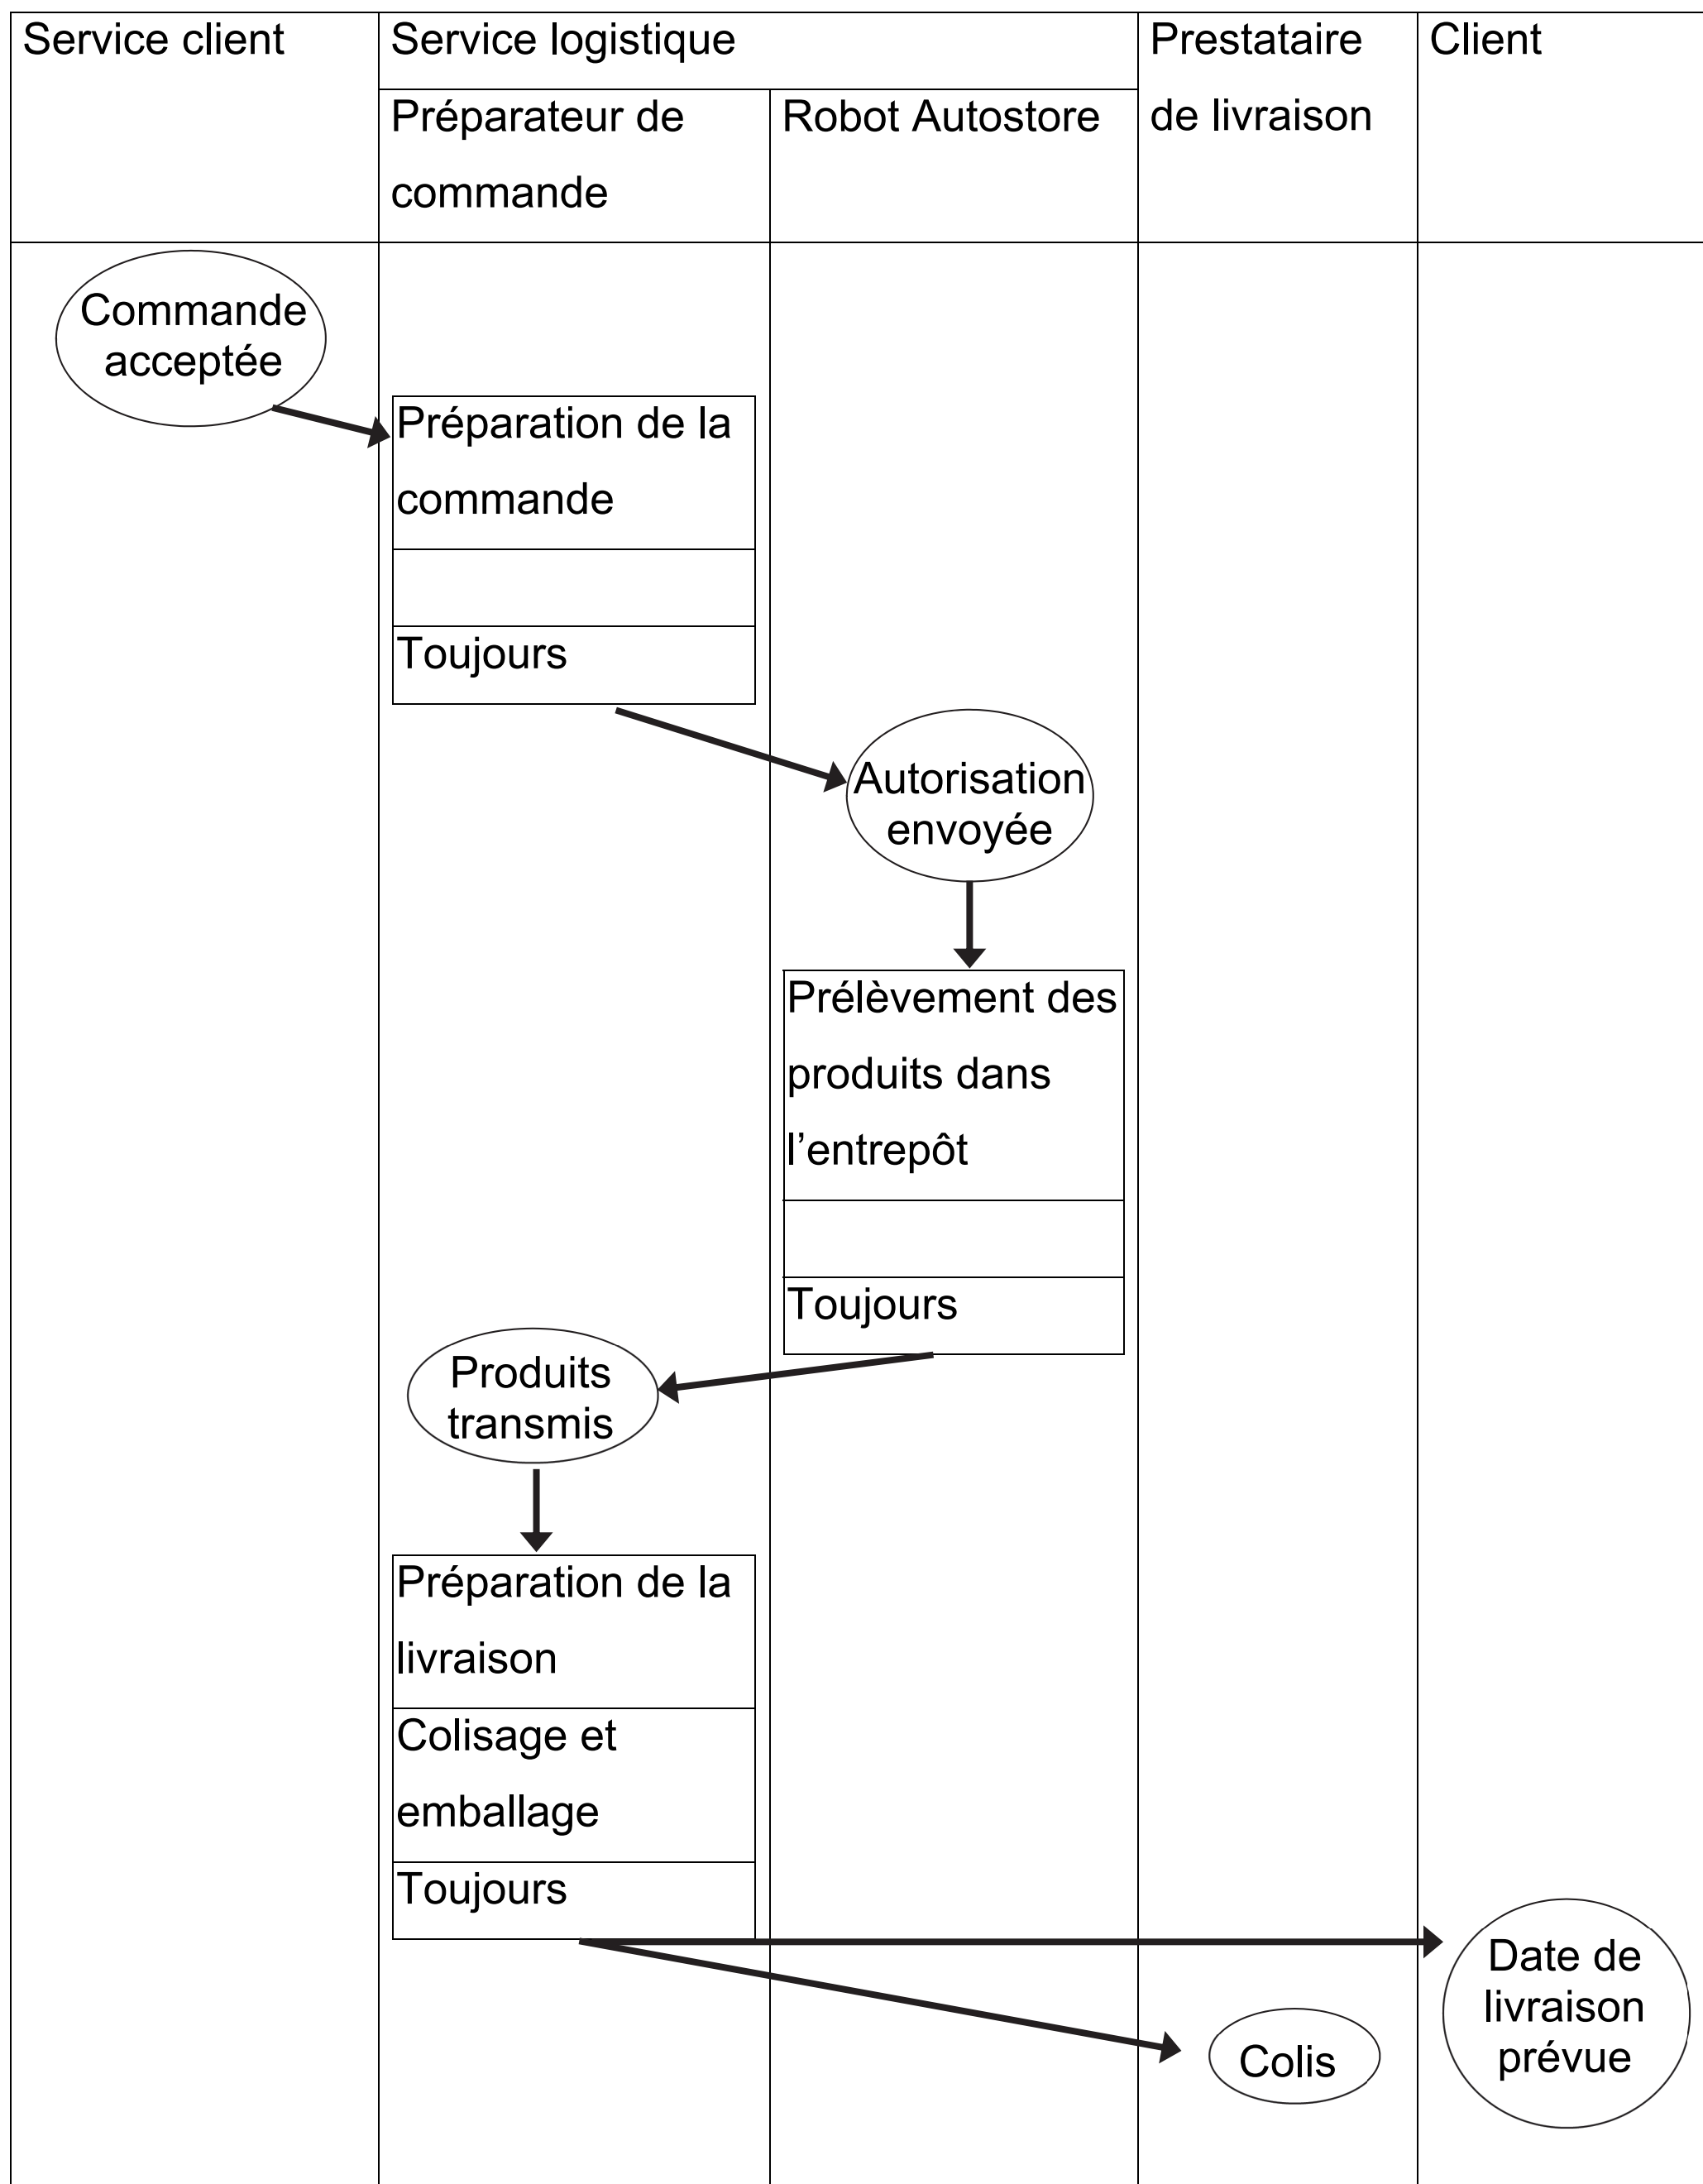 Service client
Service logistique
Prestataire
de livraison
Client
Préparateur de
commande
Robot Autostore
Commande
acceptée
Préparation de la
commande
Toujours
Autorisation
envoyée
Prélèvement des
produits dans
l’entrepôt
Toujours
Produits
transmis
Préparation de la
livraison
Colisage et
emballage
Toujours
Date de
livraison
prévue
Colis